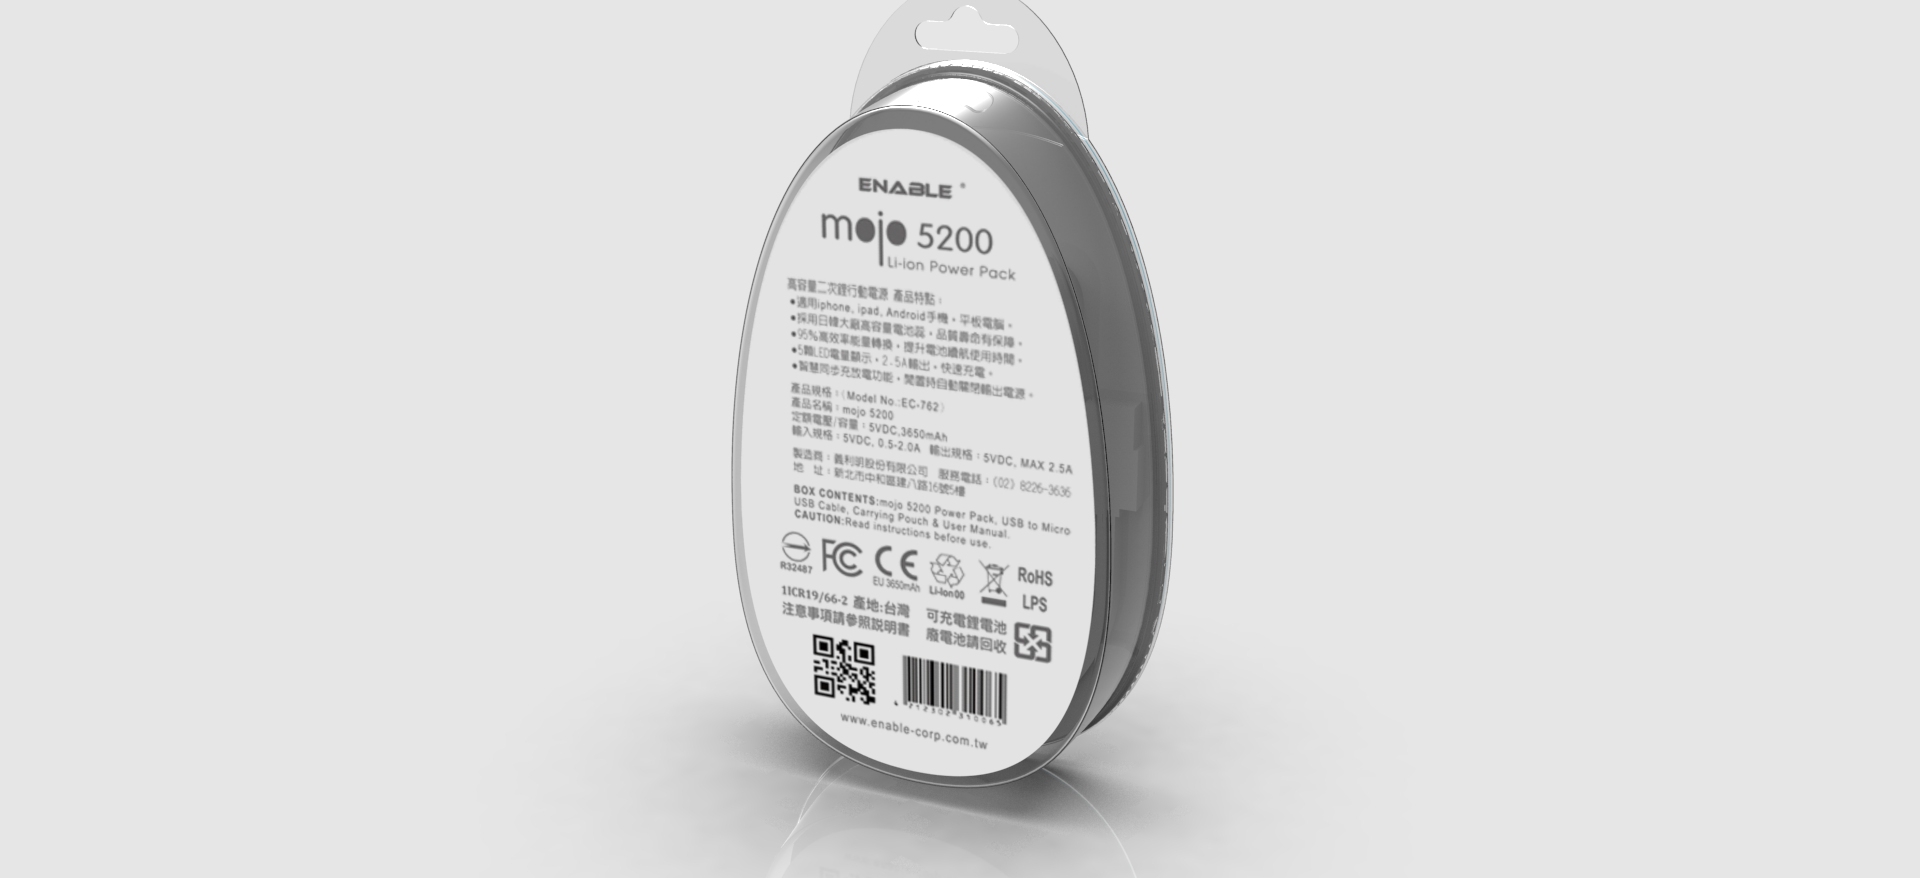 ENABLE®
mojo 5200
Li-ion Power Pack
高容量二次鋰行動電源 產品特點：
•適用iphone, ipad, Android手機，平板電腦。
•採用日韓大廠高容量電池蕊，品質壽命有保障。
•95%高效率能量轉換，提升電池續航使用時間。
•5顆LED電量顯示，2.5A輸出，快速充電。
•智慧同步充放電功能，閒置時自動關閉輸出電源。
產品規格：(Model No.:EC-762)
產品名稱：mojo 5200
定額電壓/容量：5VDC,3650mAh
輸入規格：5VDC, 0.5-2.0A 輸出規格：5VDC, MAX 2.5A
製造商：義利明股份有限公司 服務電話：(02) 8226-3636
地 址：新北市中和區建八路16號5樓
BOX CONTENTS:mojo 5200 Power Pack, USB to Micro
USB Cable, Carrying Pouch & User Manual.
CAUTION:Read instructions before use.
R32487
FC CE
EU 3650mAh
Li-Ion00
RoHS
LPS
1ICR19/66-2 產地:台灣
注意事項請參照説明書
可充電鋰電池
廢電池請回收
4 712302 310065
www.enable-corp.com.tw